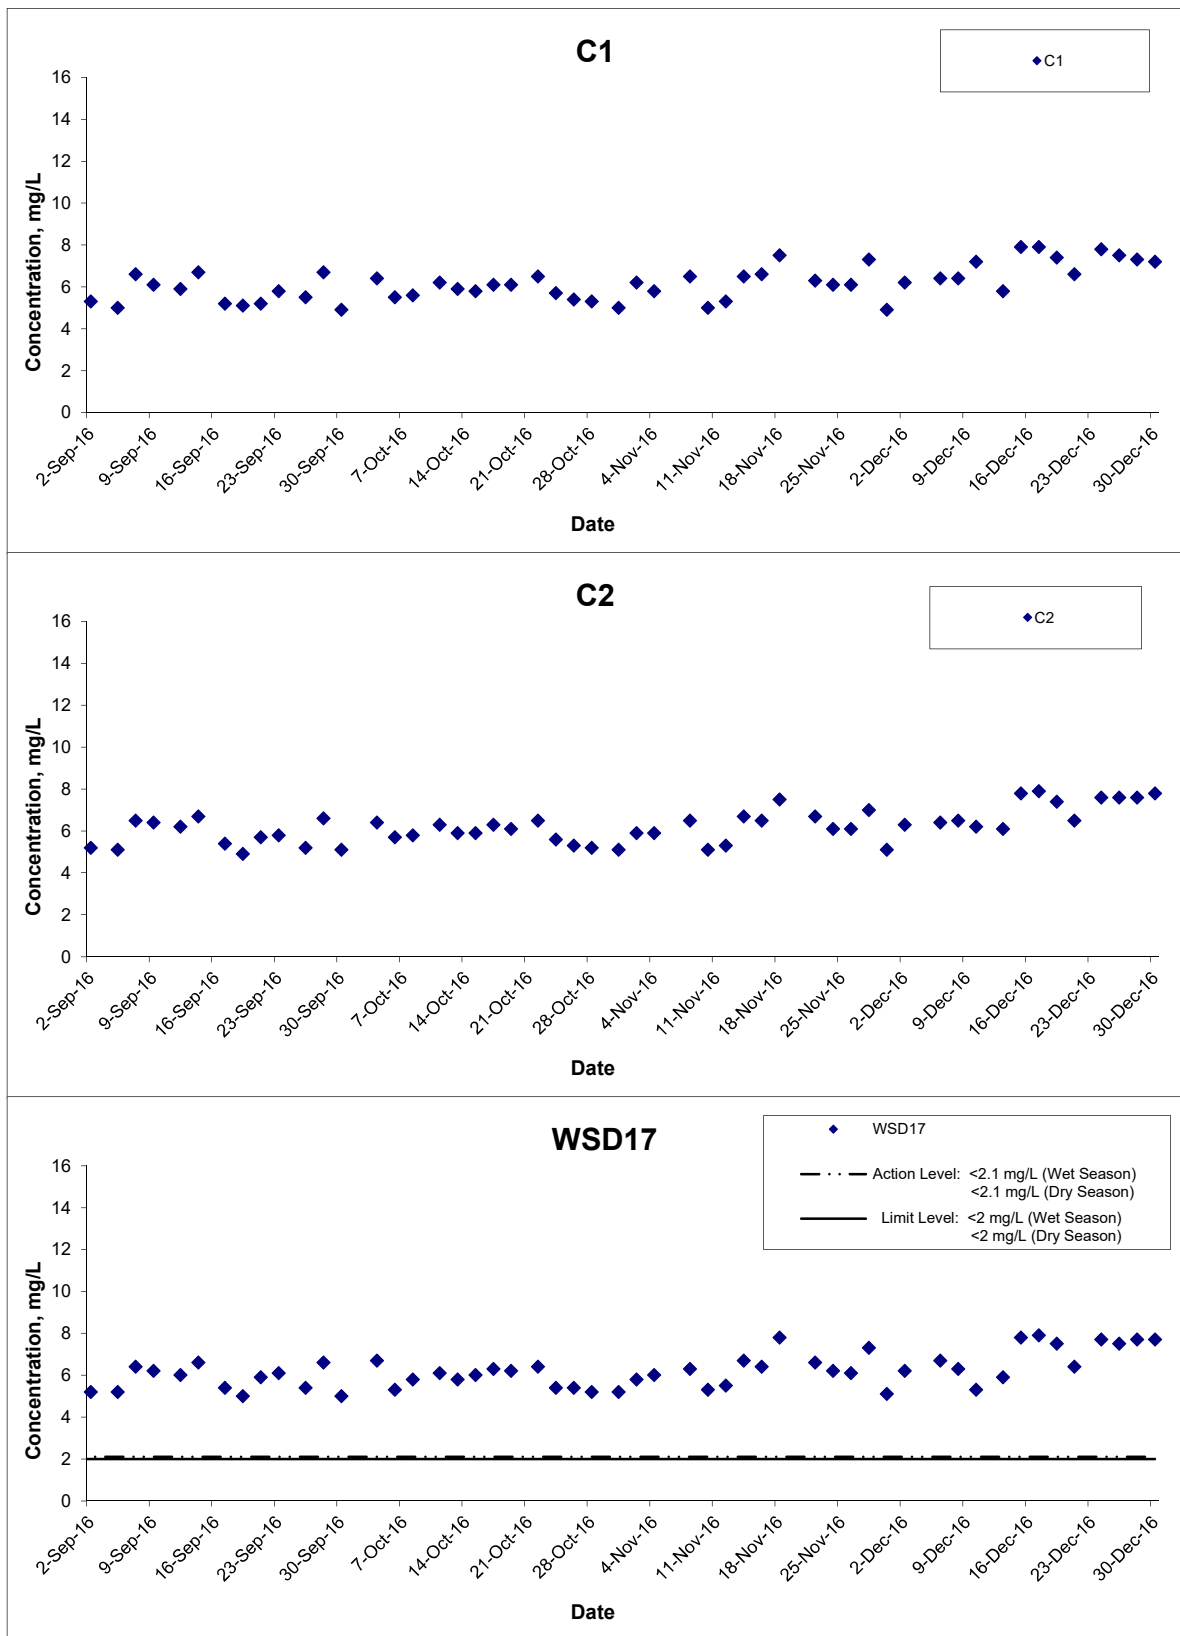 C1
C1
16
14
12
10
8
6
4
2
0
Concentration, mg/L
2-Sep-16
9-Sep-16
16-Sep-16
23-Sep-16
30-Sep-16
7-Oct-16
14-Oct-16
21-Oct-16
28-Oct-16
4-Nov-16
11-Nov-16
18-Nov-16
25-Nov-16
2-Dec-16
9-Dec-16
16-Dec-16
23-Dec-16
30-Dec-16
Date
C2
C2
16
14
12
10
8
6
4
2
0
Concentration, mg/L
2-Sep-16
9-Sep-16
16-Sep-16
23-Sep-16
30-Sep-16
7-Oct-16
14-Oct-16
21-Oct-16
28-Oct-16
4-Nov-16
11-Nov-16
18-Nov-16
25-Nov-16
2-Dec-16
9-Dec-16
16-Dec-16
23-Dec-16
30-Dec-16
Date
WSD17
WSD17
Action Level: <2.1 mg/L (Wet Season)
<2.1 mg/L (Dry Season)
Limit Level: <2 mg/L (Wet Season)
<2 mg/L (Dry Season)
16
14
12
10
8
6
4
2
0
Concentration, mg/L
2-Sep-16
9-Sep-16
16-Sep-16
23-Sep-16
30-Sep-16
7-Oct-16
14-Oct-16
21-Oct-16
28-Oct-16
4-Nov-16
11-Nov-16
18-Nov-16
25-Nov-16
2-Dec-16
9-Dec-16
16-Dec-16
23-Dec-16
30-Dec-16
Date